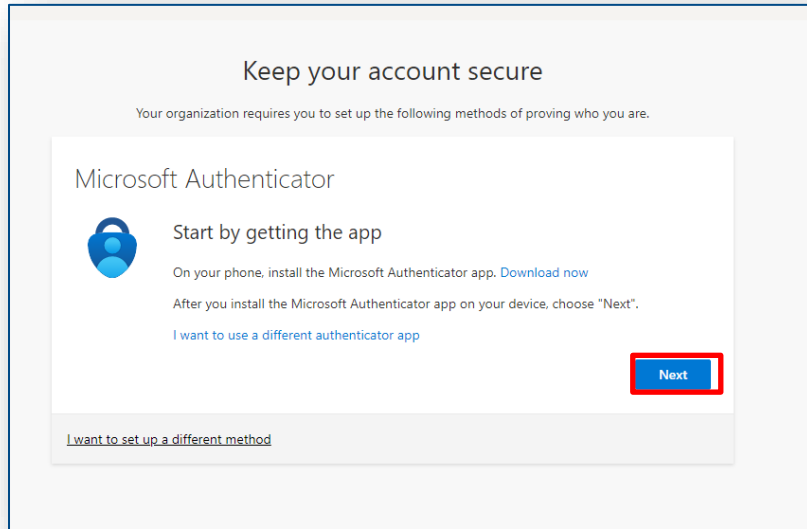 Keep your account secure
Your organization requires you to set up the following methods of proving who you are.
Microsoft Authenticator
Start by getting the app
On your phone, install the Microsoft Authenticator app. Download now
After you install the Microsoft Authenticator app on your device, choose "Next".
I want to use a different authenticator app
Next
I want to set up a different method